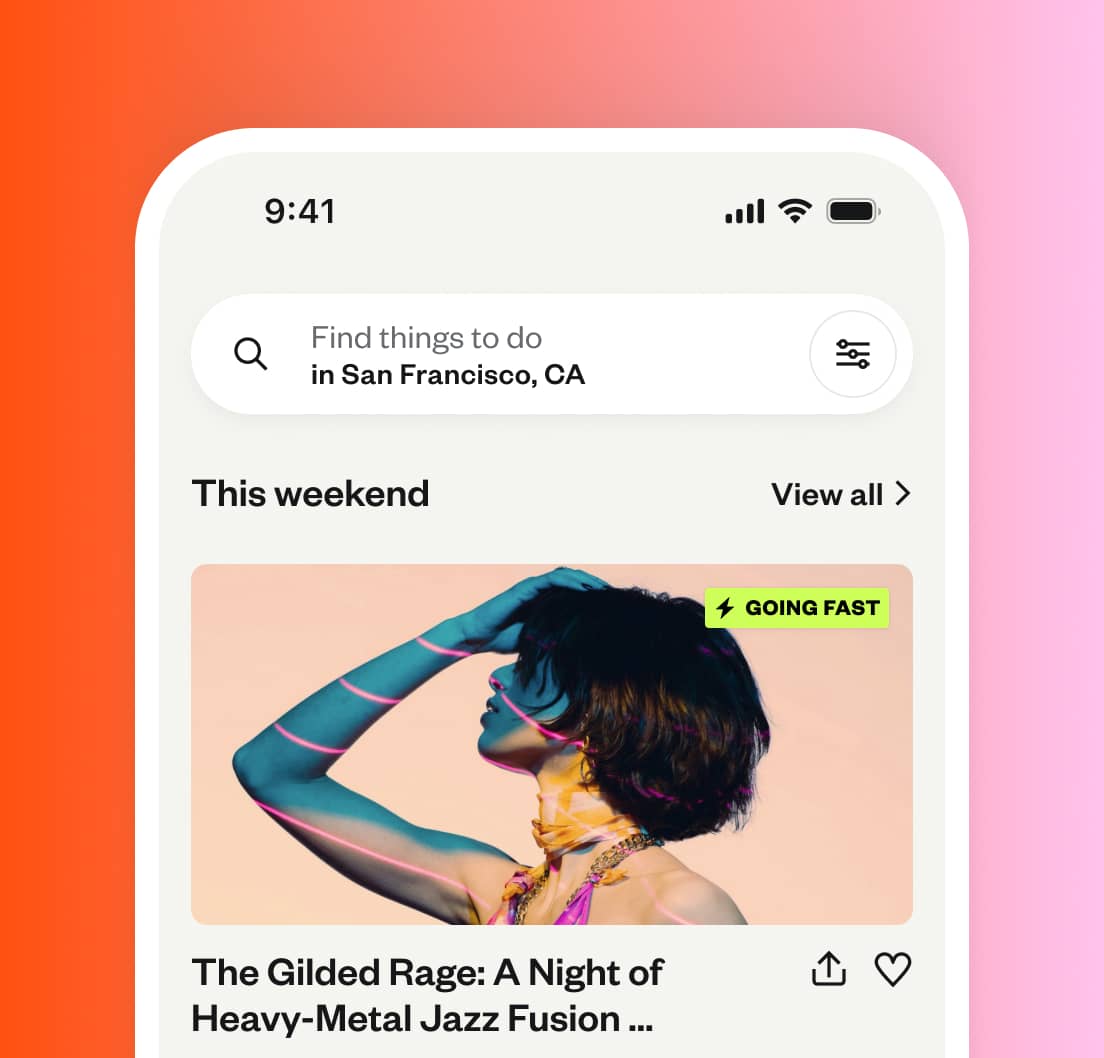 9:41
Find things to do
in San Francisco, CA
This weekend
View all
GOING FAST
The Gilded Rage: A Night of
Heavy-Metal Jazz Fusion ...